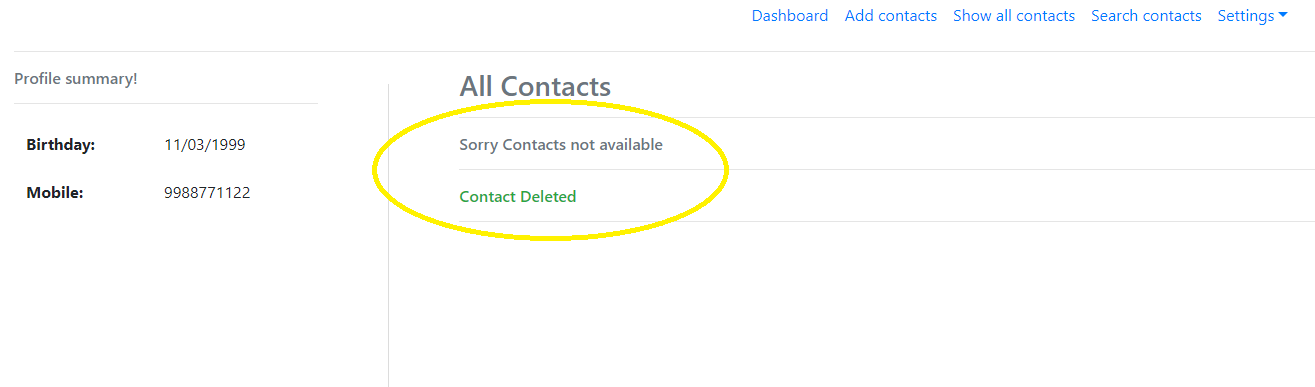 Dashboard Add contacts Show all contacts Search contacts Settings
Profile summary!
Birthday: 11/03/1999
Mobile: 9988771122
All Contacts
Sorry Contacts not available
Contact Deleted